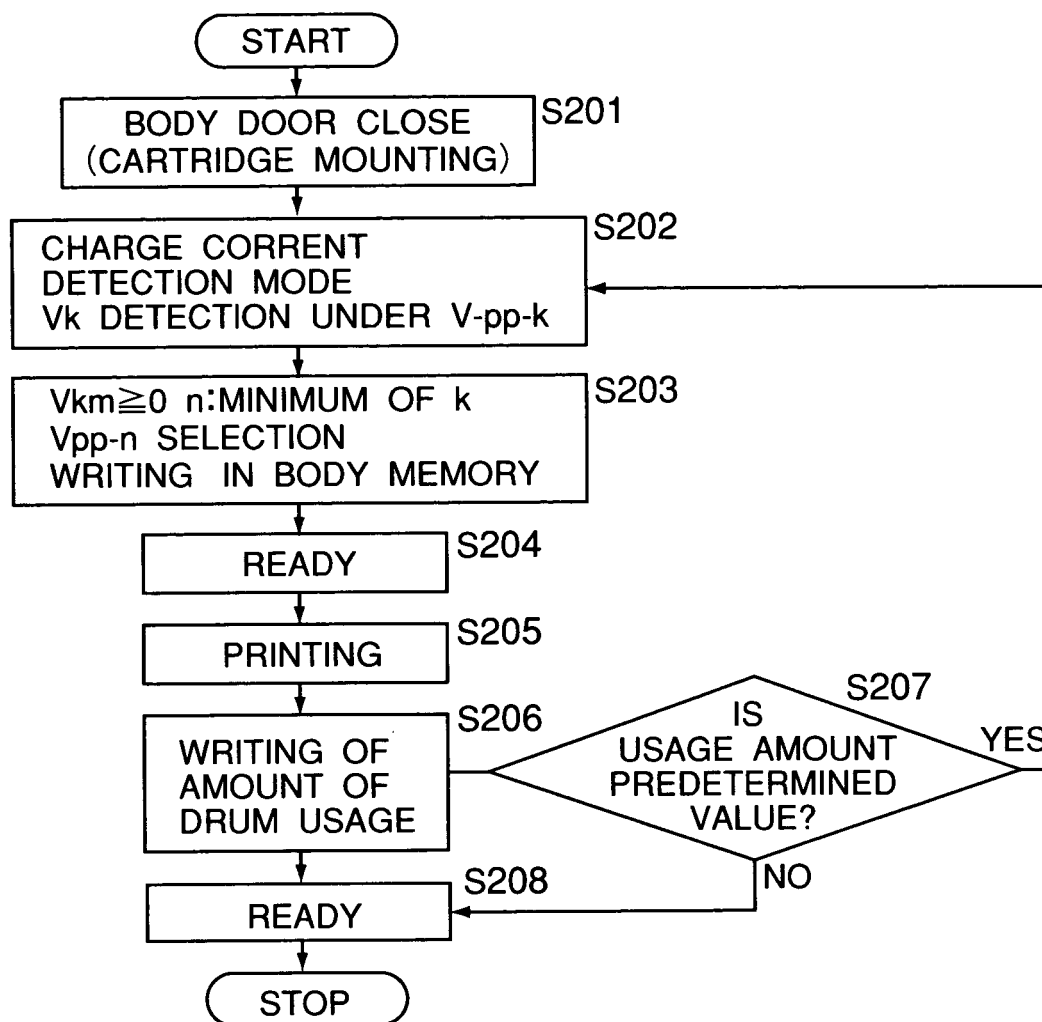 START
BODY DOOR CLOSE
(CARTRIDGE MOUNTING)
S201
CHARGE CORRENT
DETECTION MODE
Vk DETECTION UNDER V-pp-k
S202
Vkm≧0 n:MINIMUM OF k
Vpp-n SELECTION
WRITING IN BODY MEMORY
S203
READY
S204
PRINTING
S205
WRITING OF
AMOUNT OF
DRUM USAGE
S206
IS
USAGE AMOUNT
PREDETERMINED
VALUE?
S207
YES
NO
READY
S208
STOP